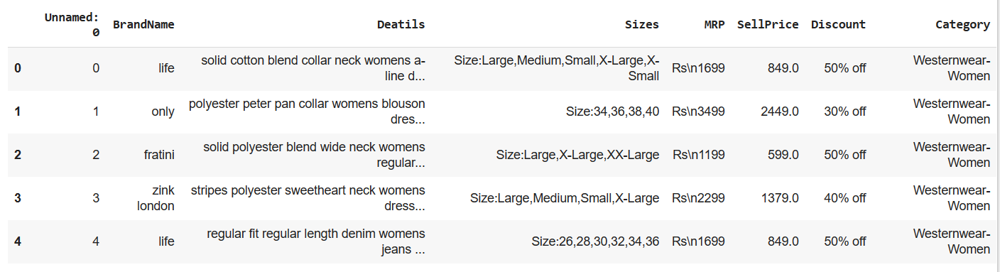 Unnamed: 0 BrandName Deatils Sizes MRP SellPrice Discount Category
0 0 life solid cotton blend collar neck womens a-line d... Size:Large,Medium,Small,X-Large,X-Small Rs\n1699 849.0 50% off Westernwear-Women
1 1 only polyester peter pan collar womens blouson dres... Size:34,36,38,40 Rs\n3499 2449.0 30% off Westernwear-Women
2 2 fratini solid polyester blend wide neck womens regular... Size:Large,X-Large,XX-Large Rs\n1199 599.0 50% off Westernwear-Women
3 3 zink london stripes polyester sweetheart neck womens dress... Size:Large,Medium,Small,X-Large Rs\n2299 1379.0 40% off Westernwear-Women
4 4 life regular fit regular length denim womens jeans ... Size:26,28,30,32,34,36 Rs\n1699 849.0 50% off Westernwear-Women